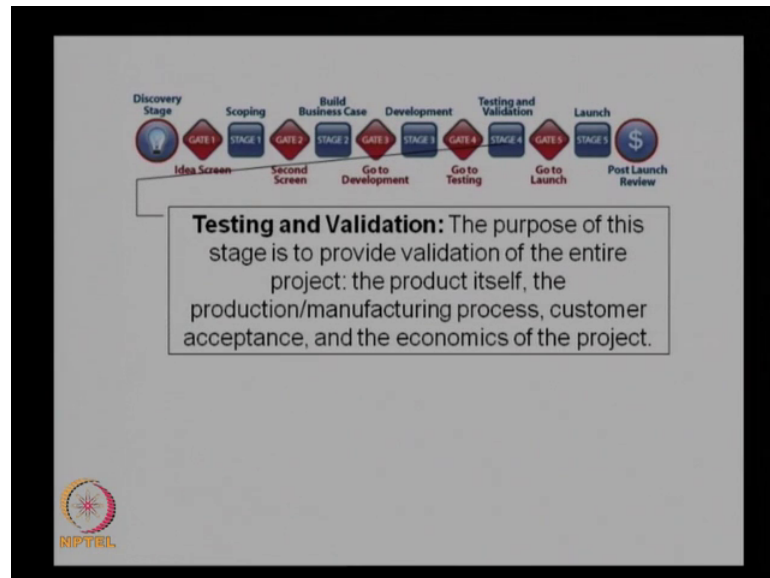 Discovery Stage
Scoping
Build Business Case
Development
Testing and Validation
Launch
GATE 1
STAGE 1
GATE 2
STAGE 2
GATE 3
STAGE 3
GATE 4
STAGE 4
GATE 5
STAGE 5
$
Idea Screen
Second Screen
Go to Development
Go to Testing
Go to Launch
Post Launch Review
Testing and Validation: The purpose of this
stage is to provide validation of the entire
project: the product itself, the
production/manufacturing process, customer
acceptance, and the economics of the project.
NPTEL